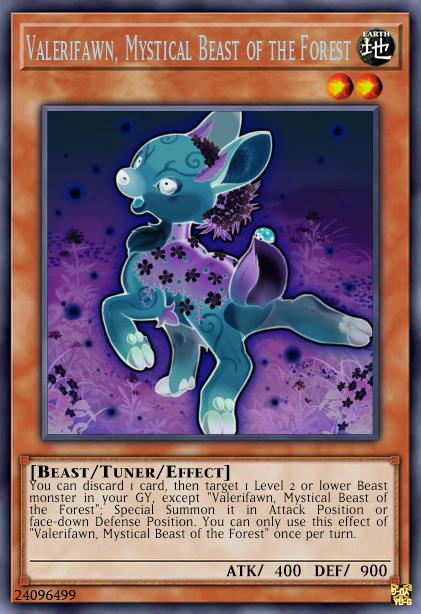 Valerifawn, Mystical Beast of the Forest
EARTH
地
[Beast/Tuner/Effect]
You can discard 1 card, then target 1 Level 2 or lower Beast
monster in your GY, except "Valerifawn, Mystical Beast of
the Forest"; Special Summon it in Attack Position or
face-down Defense Position. You can only use this effect of
"Valerifawn, Mystical Beast of the Forest" once per turn.
ATK/ 400 DEF/ 900
24096499